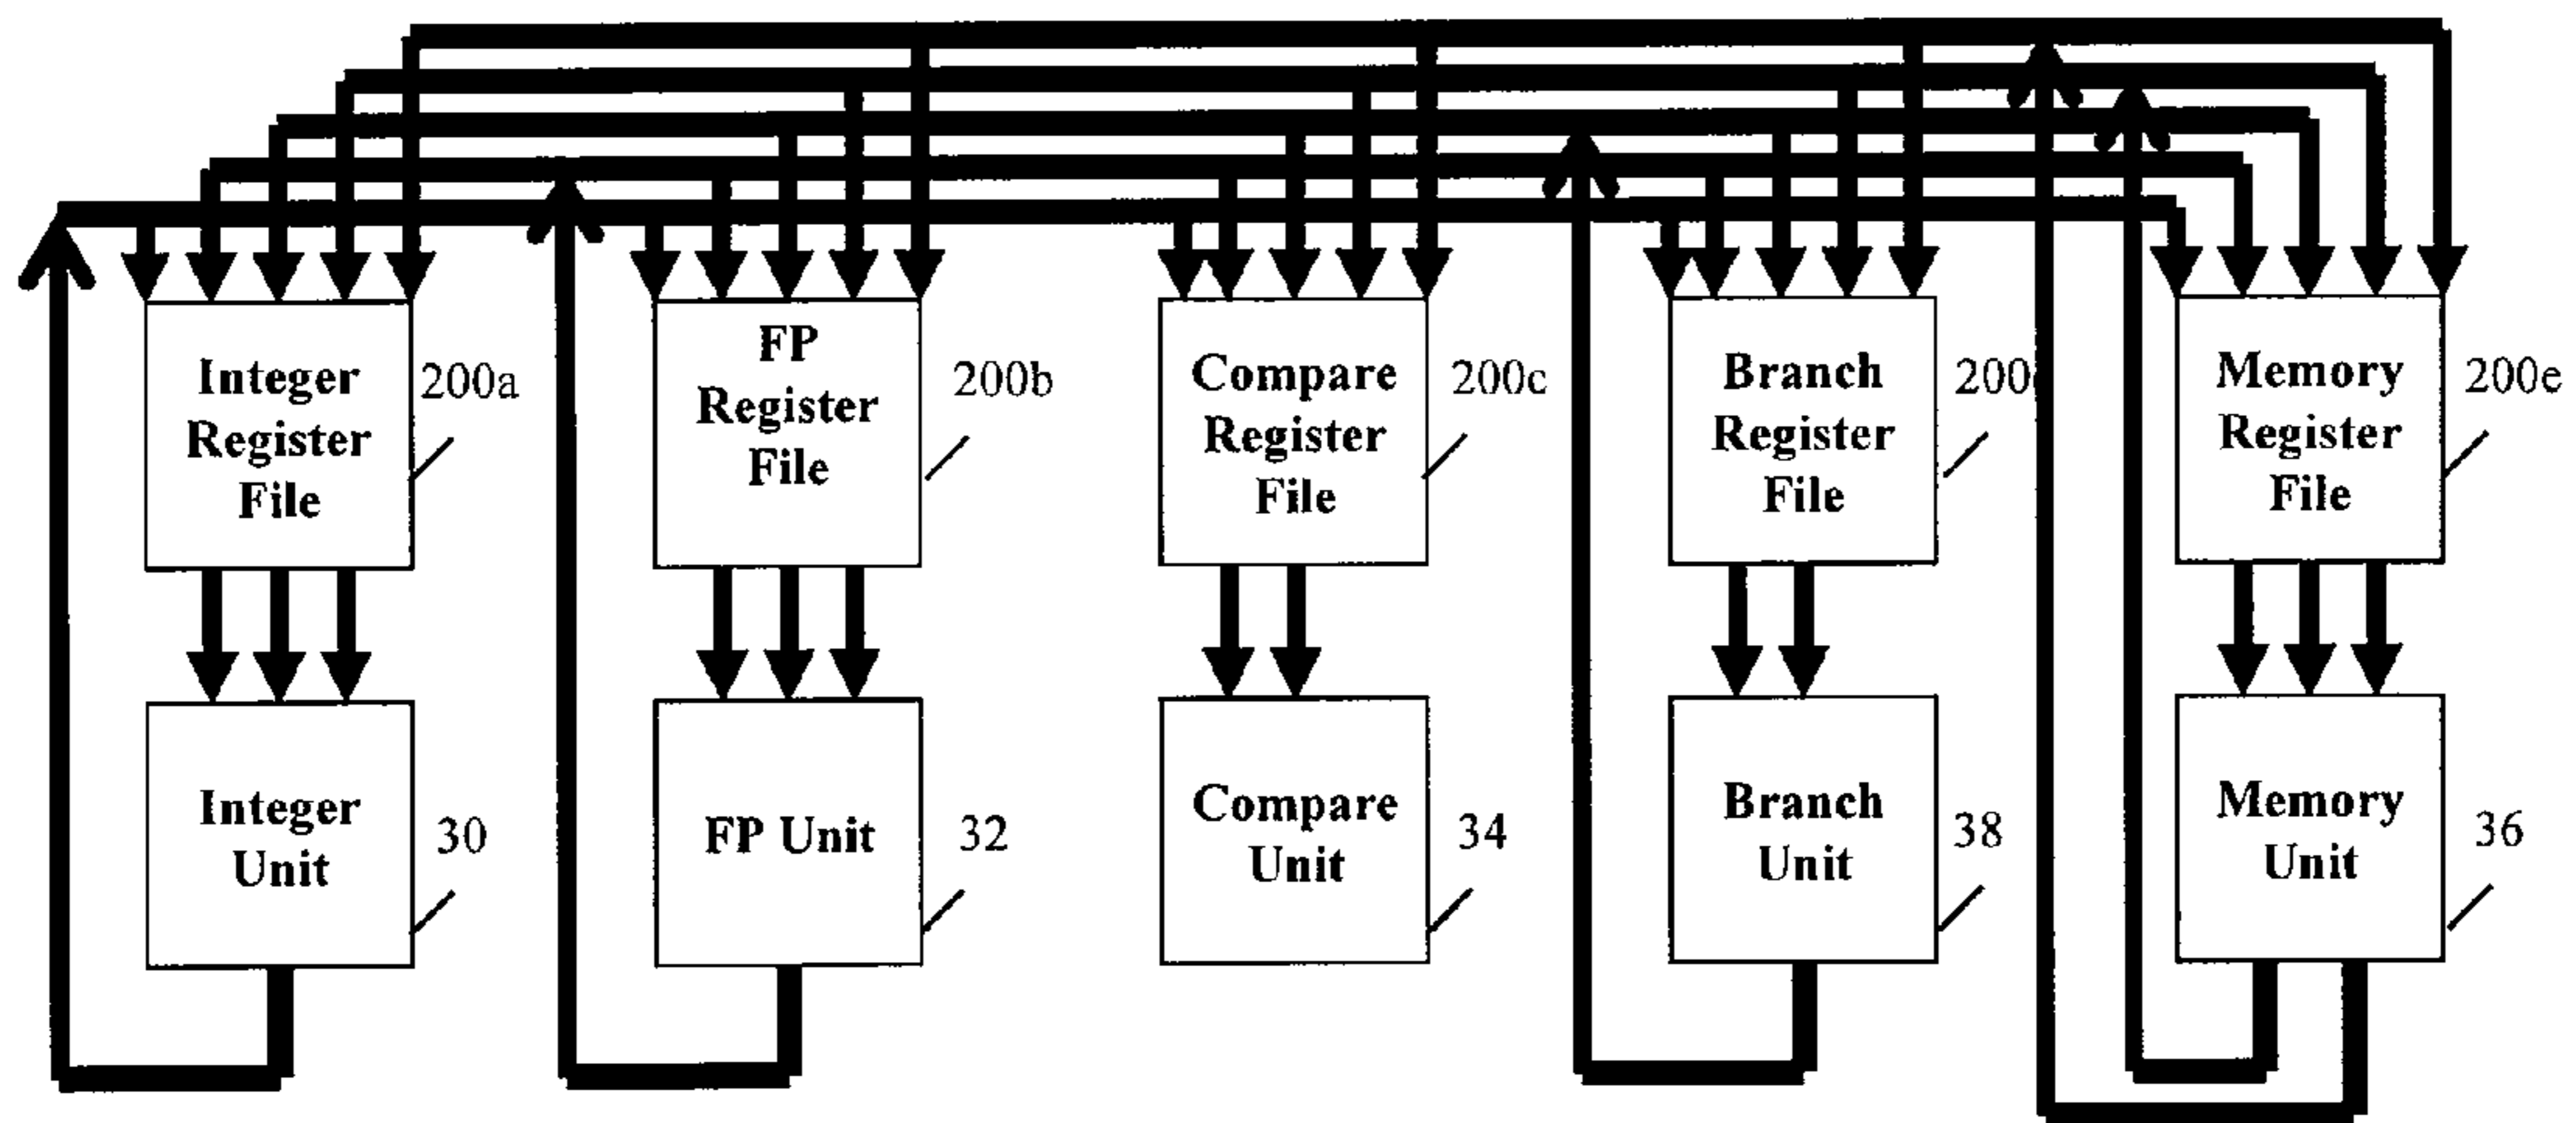 Integer
Register
File
200a
FP
Register
File
200b
Compare
Register
File
200c
Branch
Register
File
200
Memory
Register
File
200e
Integer
Unit
30
FP Unit
32
Compare
Unit
34
Branch
Unit
38
Memory
Unit
36